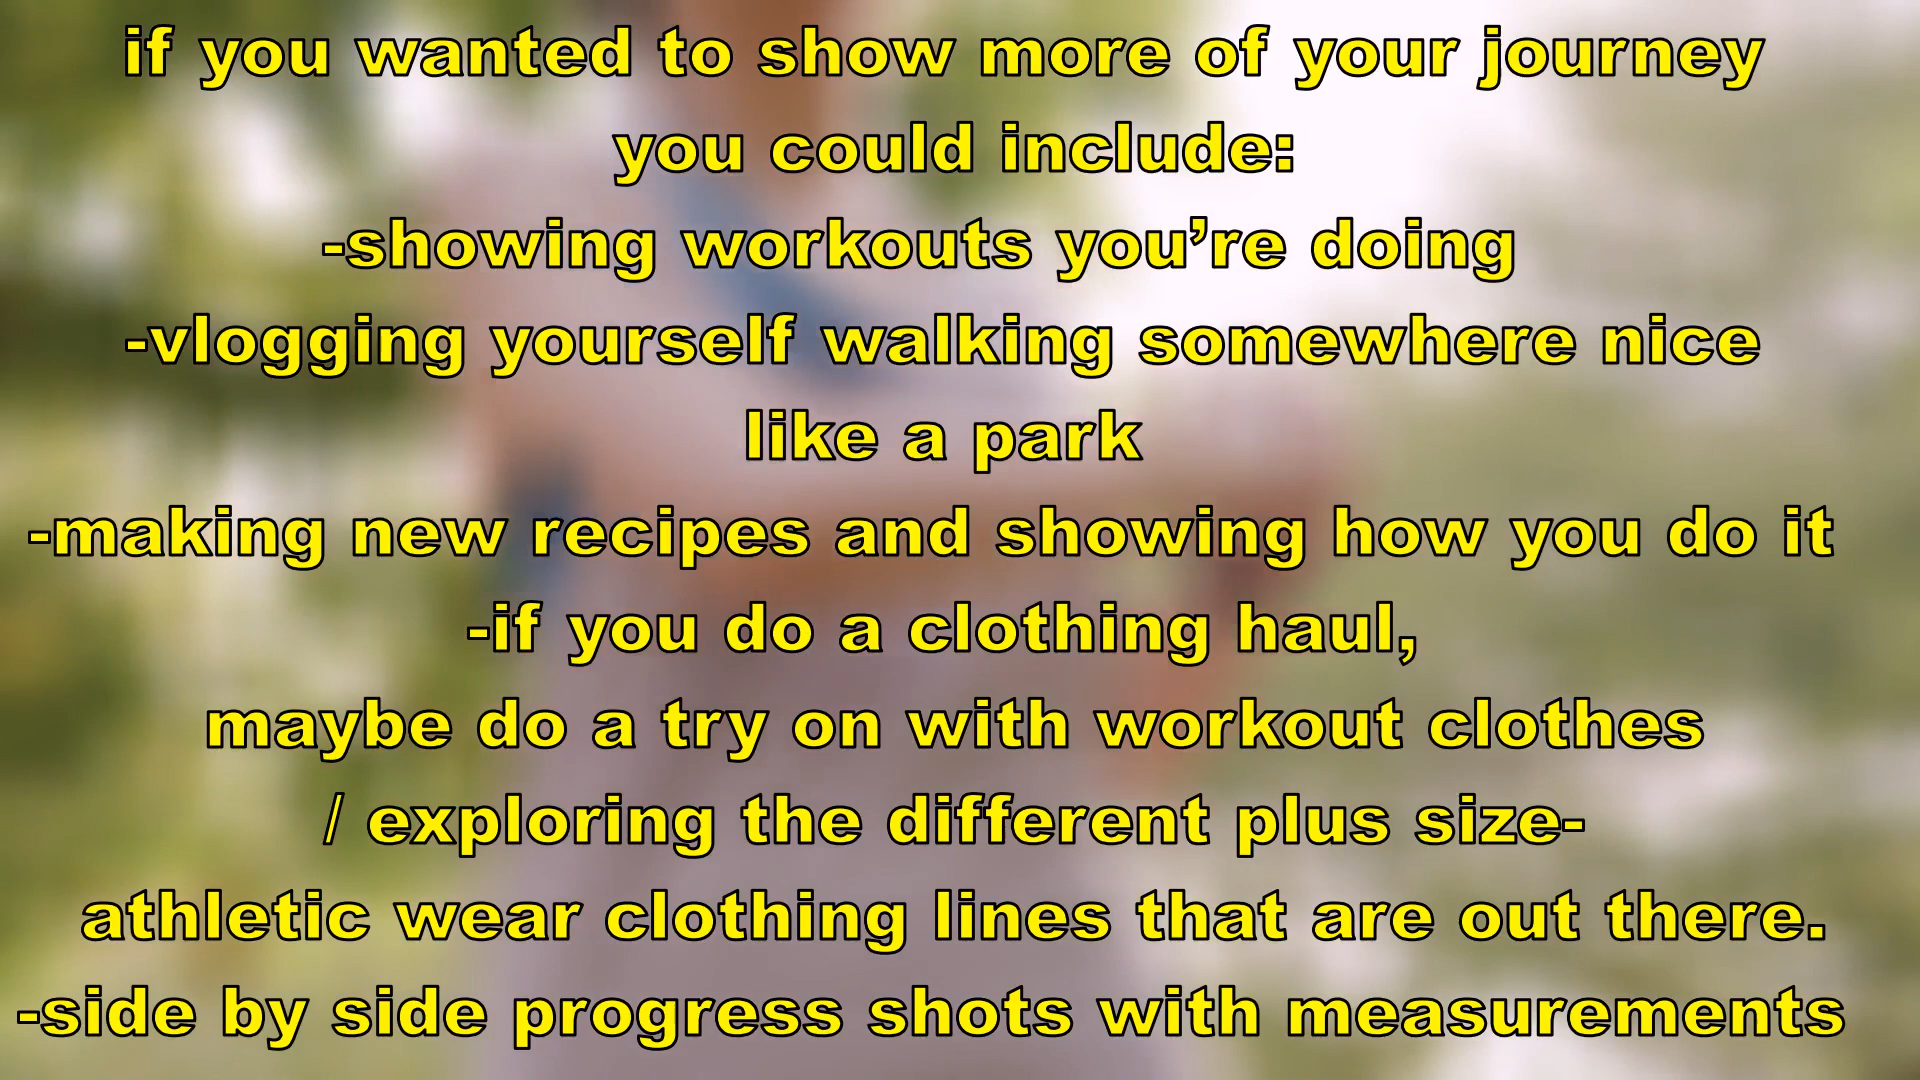 if you wanted to show more of your journey
you could include:
-showing workouts you’re doing
-vlogging yourself walking somewhere nice
like a park
-making new recipes and showing how you do it
-if you do a clothing haul,
maybe do a try on with workout clothes
/ exploring the different plus size-
athletic wear clothing lines that are out there.
-side by side progress shots with measurements